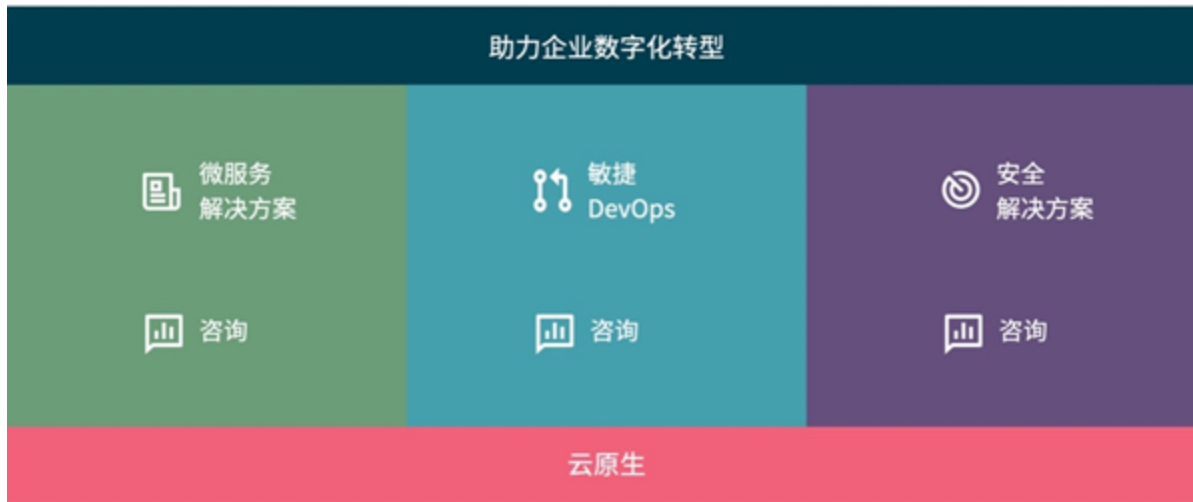 助力企业数字化转型
微服务
解决方案
咨询
敏捷
DevOps
咨询
安全
解决方案
咨询
云原生